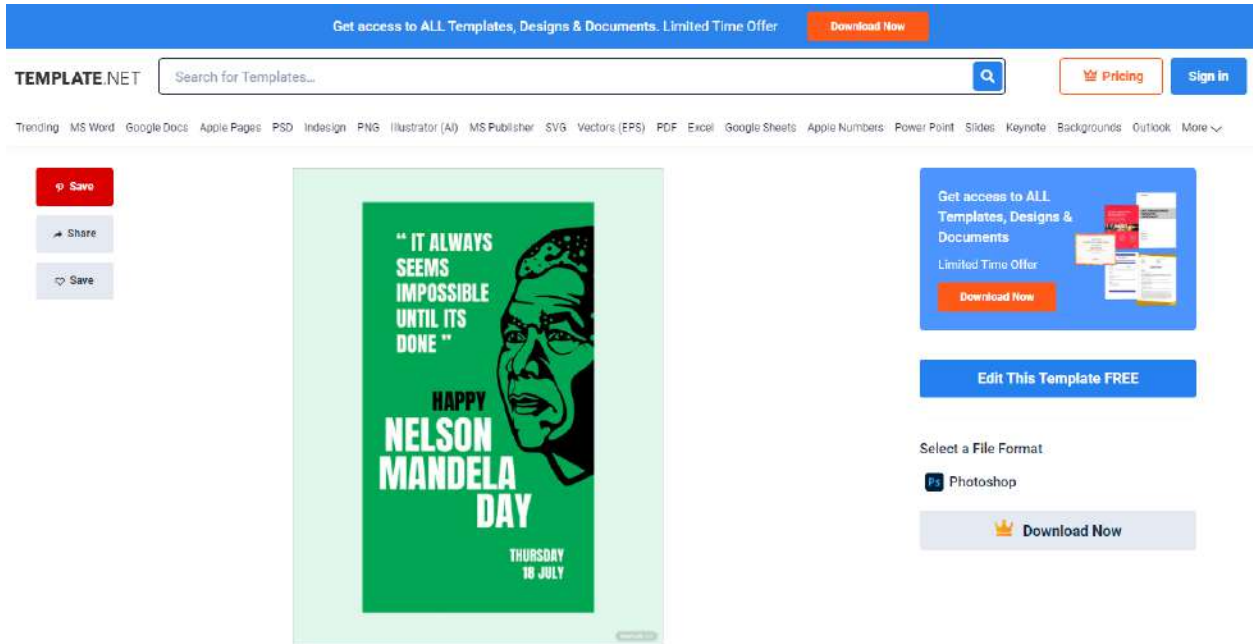 Get access to ALL Templates, Designs & Documents. Limited Time Offer
Download Now
TEMPLATE.NET
Search for Templates...
Pricing
Sign in
Trending MS Word Google Docs Apple Pages PSD Indesign PNG Illustrator (AI) MS Publisher SVG Vectors (EPS) PDF Excel Google Sheets Apple Numbers Power Point Slides Keynote Backgrounds Outlook More
Save
Share
Save
“ IT ALWAYS
SEEMS
IMPOSSIBLE
UNTIL ITS
DONE ”
HAPPY
NELSON
MANDELA
DAY
THURSDAY
18 JULY
Get access to ALL
Templates, Designs &
Documents
Limited Time Offer
Download Now
Edit This Template FREE
Select a File Format
Ps Photoshop
Download Now